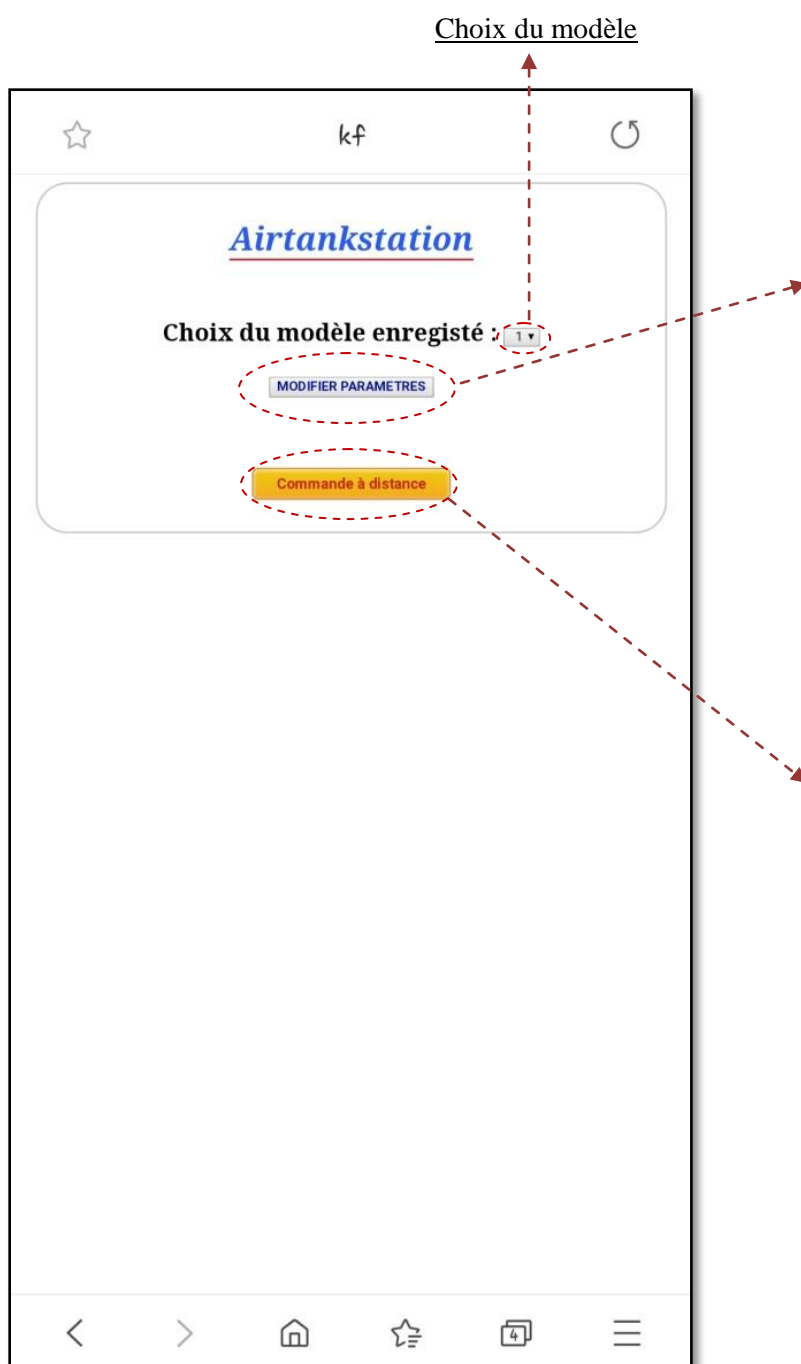 Choix du modèle
kf
Airtankstation
Choix du modèle enregisté : 1
MODIFIER PARAMETRES
Commande à distance
4